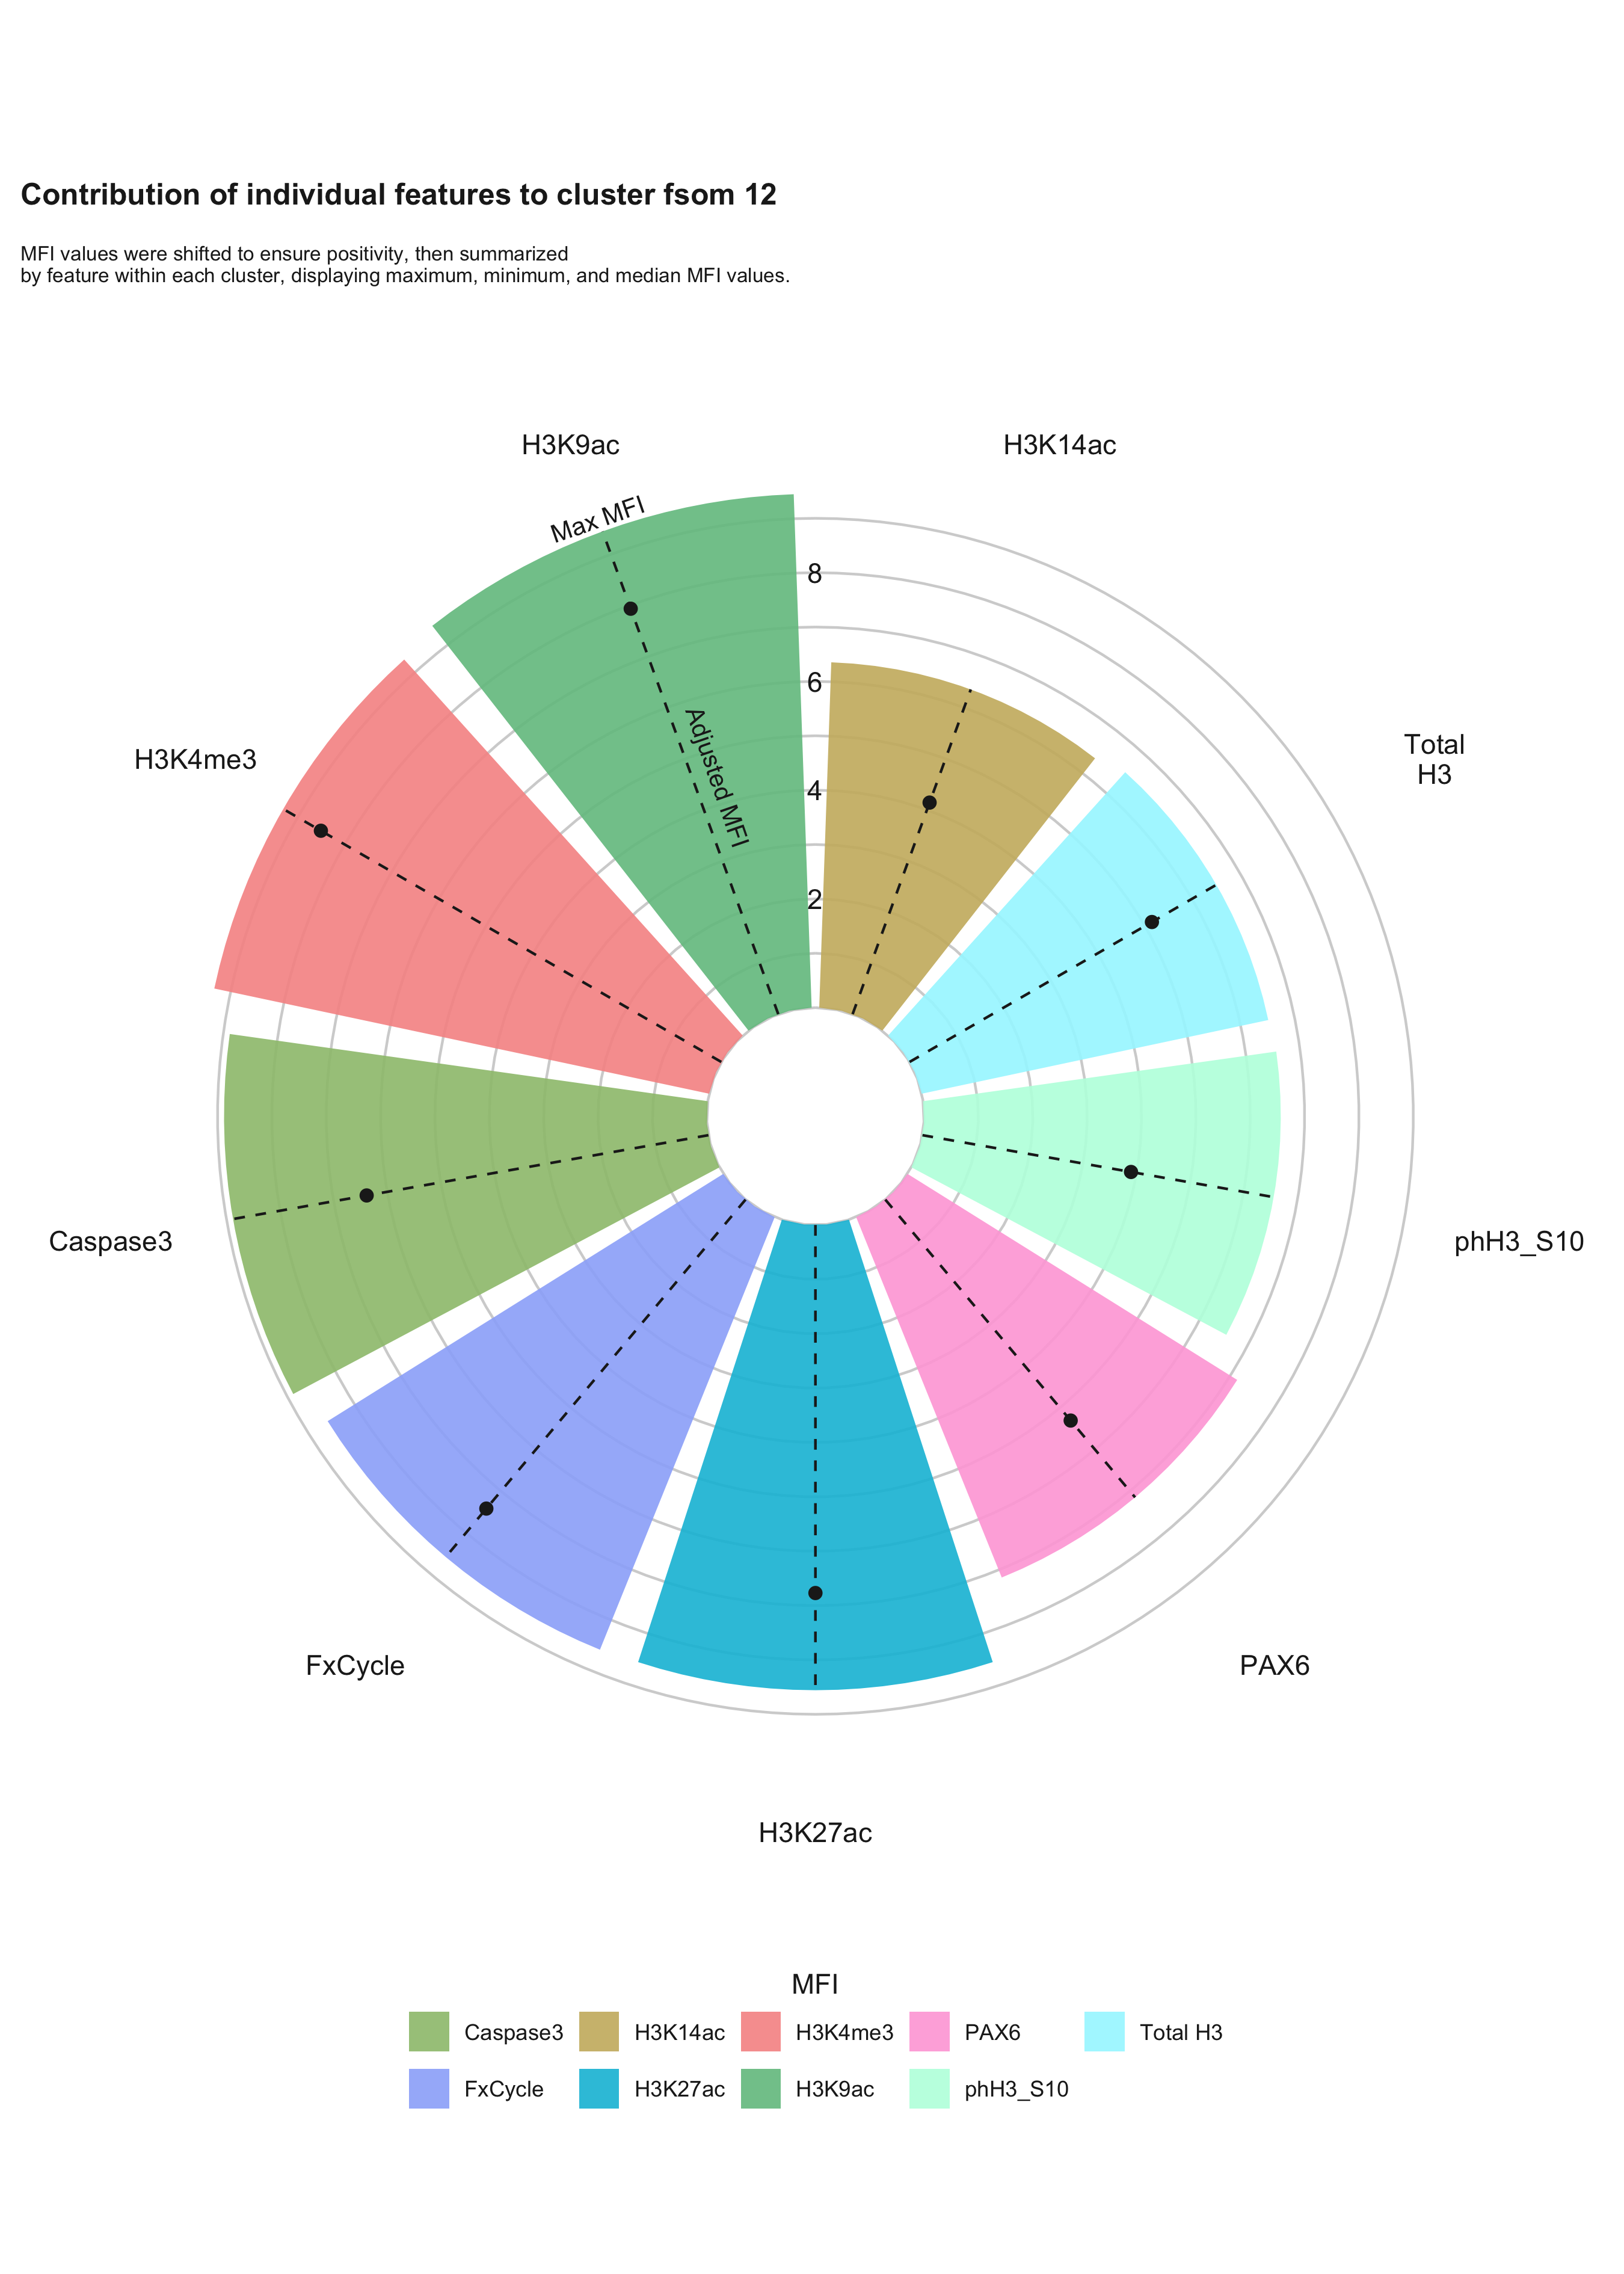 Contribution of individual features to cluster fsom 12
MFI values were shifted to ensure positivity, then summarized
by feature within each cluster, displaying maximum, minimum, and median MFI values.
H3K9ac
H3K14ac
Max MFI
8
6
Adjusted MFI
4
2
Total
H3
H3K4me3
Caspase3
phH3_S10
FxCycle
PAX6
H3K27ac
MFI
Caspase3
H3K14ac
H3K4me3
PAX6
Total H3
FxCycle
H3K27ac
H3K9ac
phH3_S10